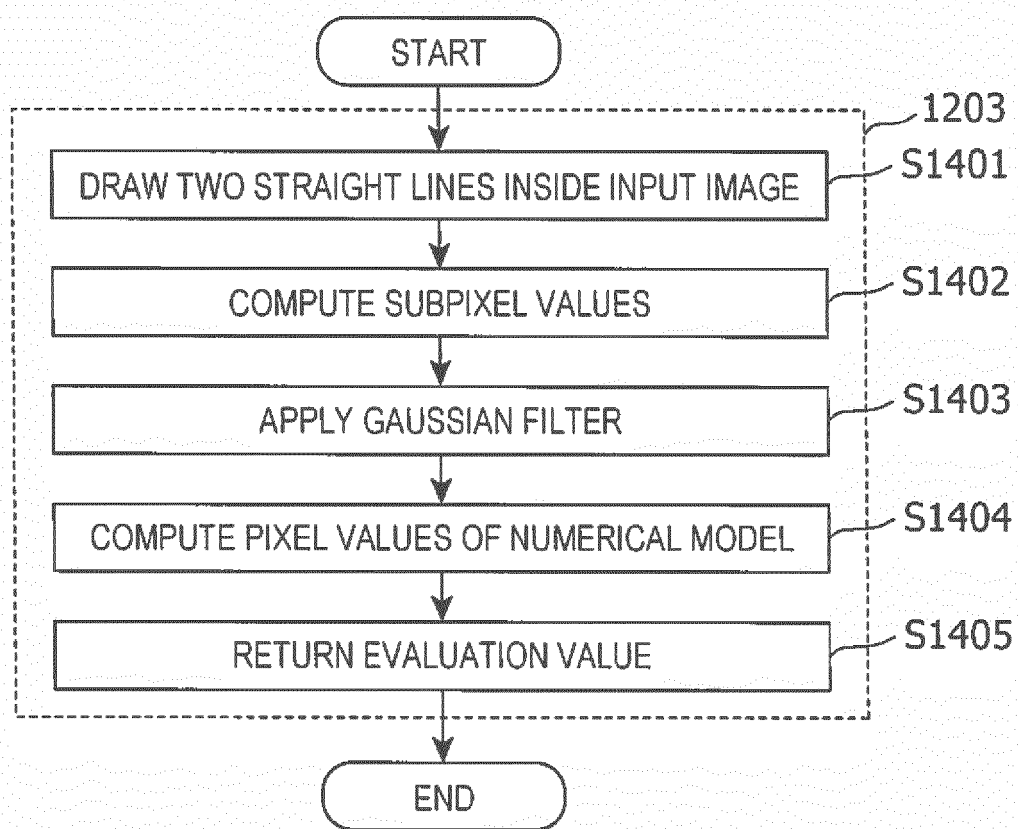 START
1203
DRAW TWO STRAIGHT LINES INSIDE INPUT IMAGE
S1401
COMPUTE SUBPIXEL VALUES
S1402
APPLY GAUSSIAN FILTER
S1403
COMPUTE PIXEL VALUES OF NUMERICAL MODEL
S1404
RETURN EVALUATION VALUE
S1405
END